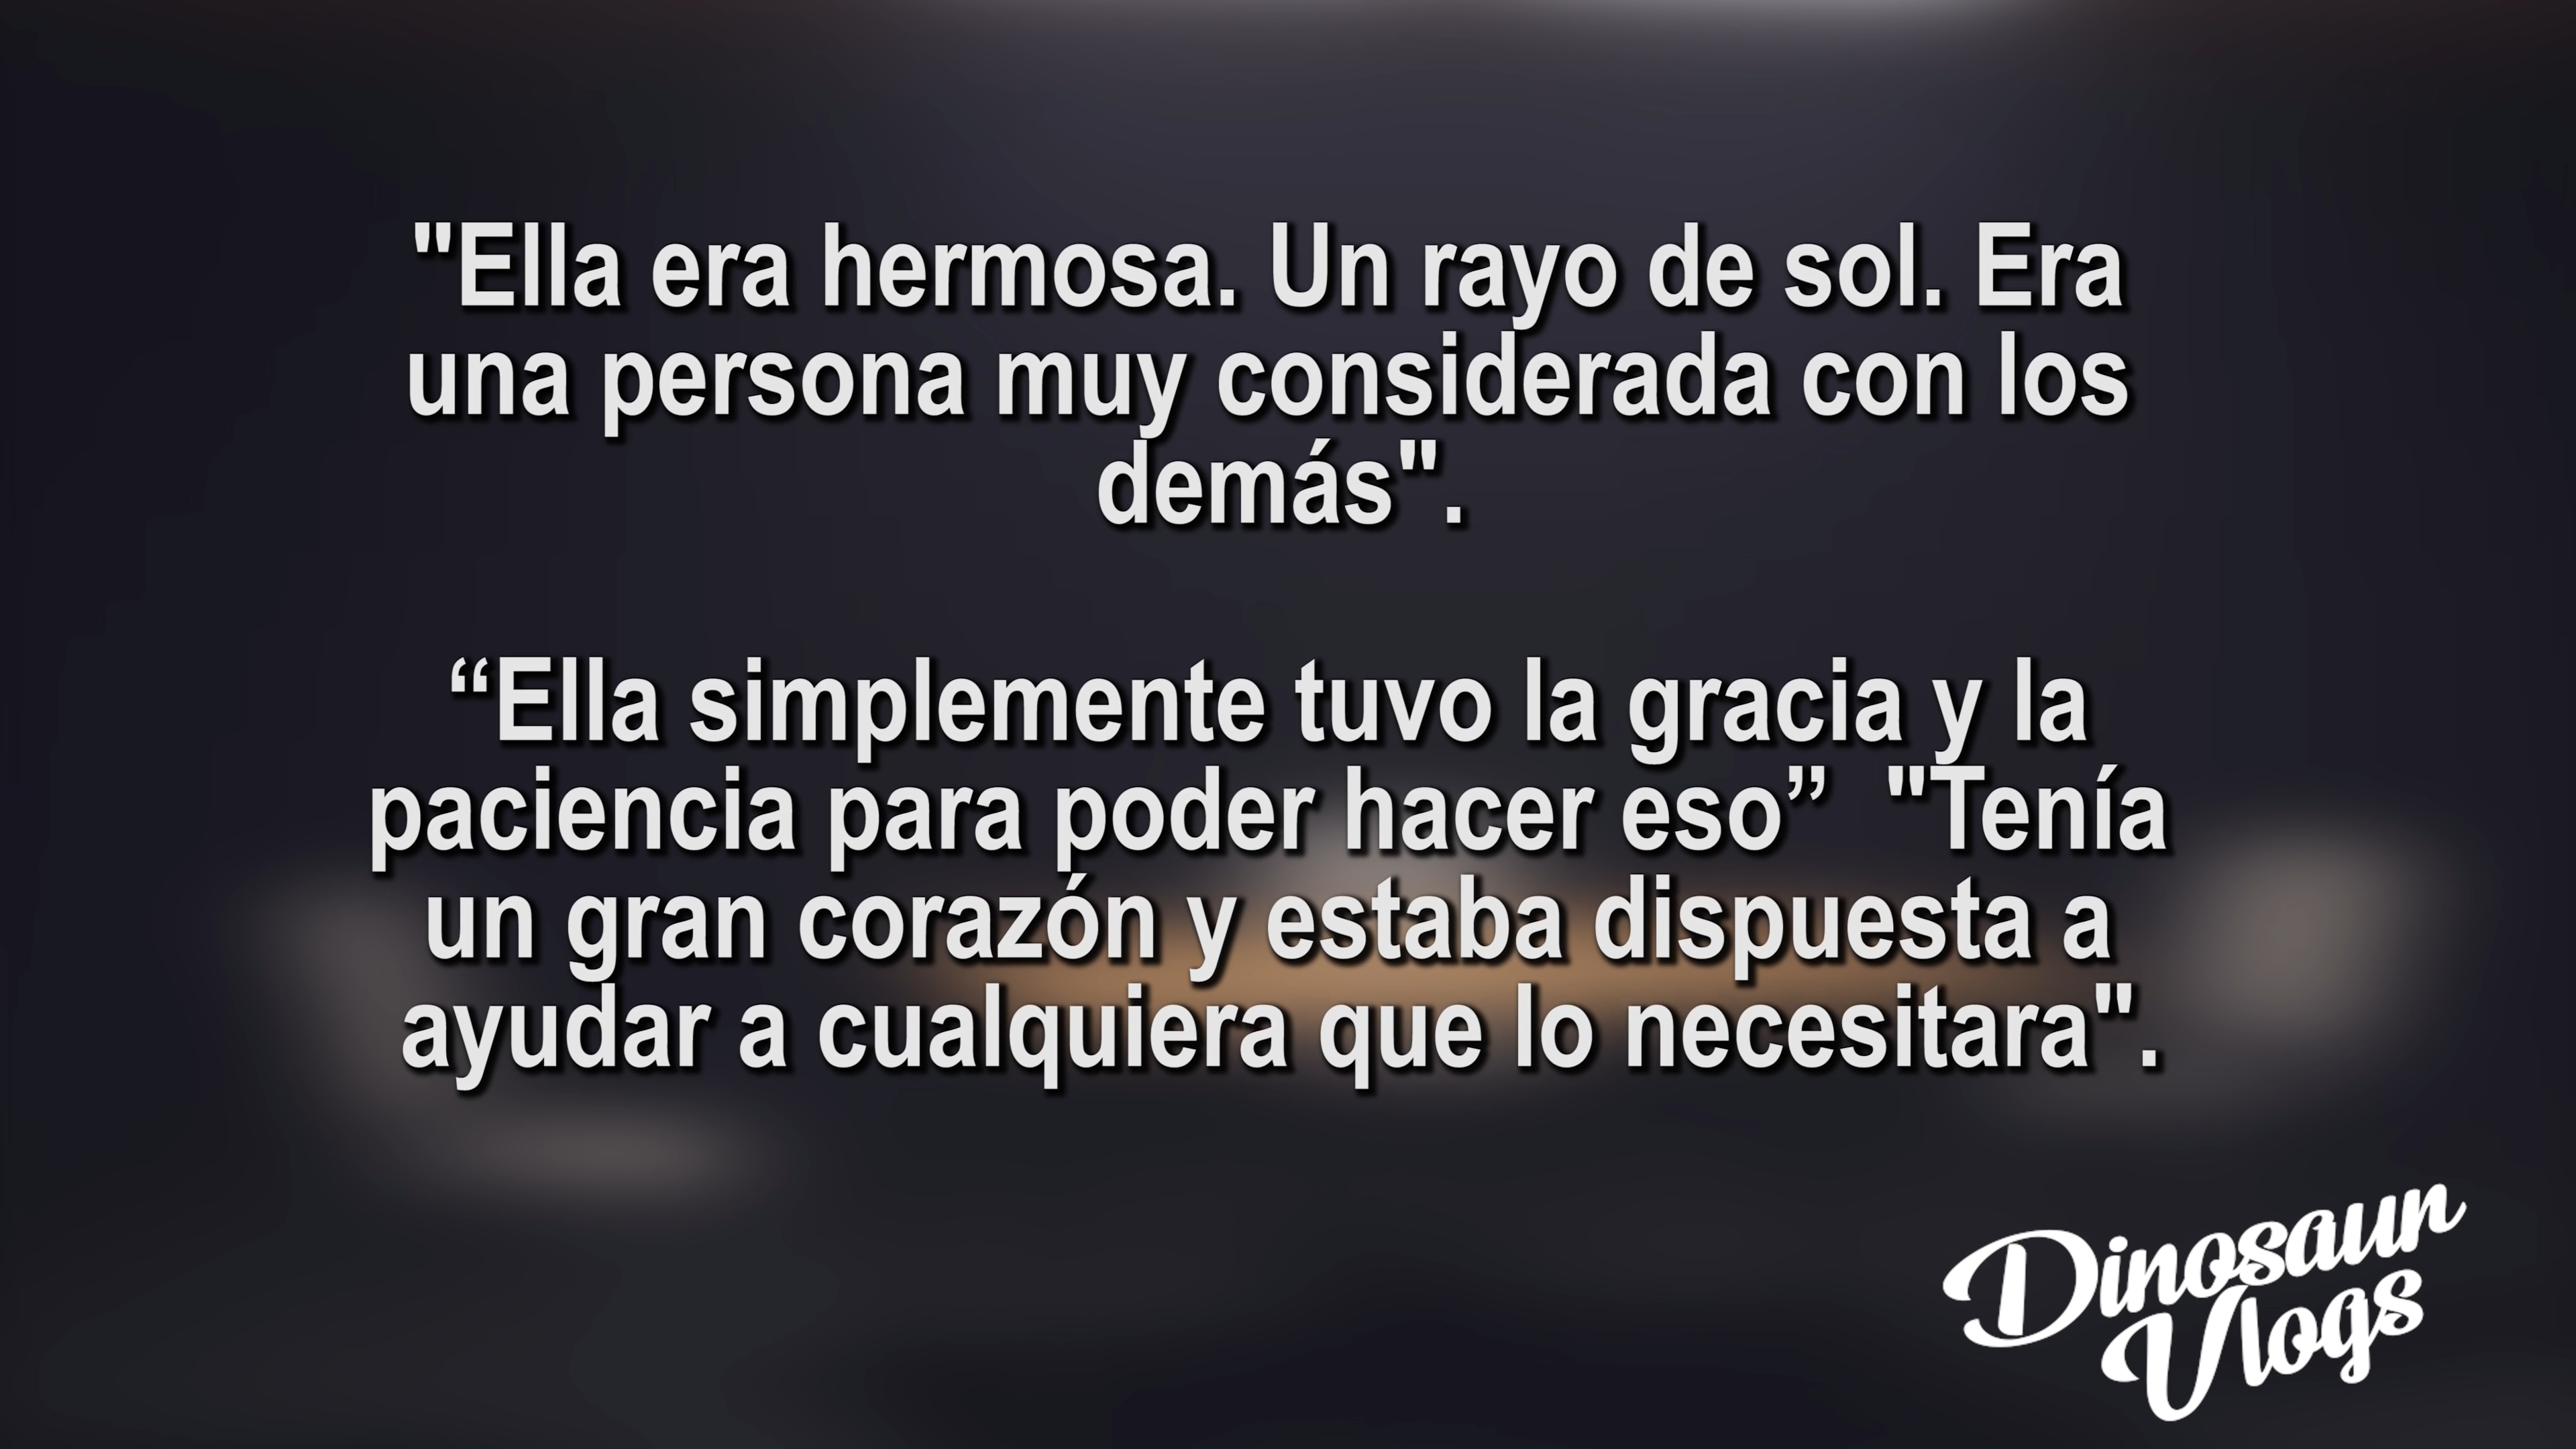 "Ella era hermosa. Un rayo de sol. Era
una persona muy considerada con los
demás".
“Ella simplemente tuvo la gracia y la
paciencia para poder hacer eso”  "Tenía
un gran corazón y estaba dispuesta a
ayudar a cualquiera que lo necesitara".
Dinosaur
Vlogs